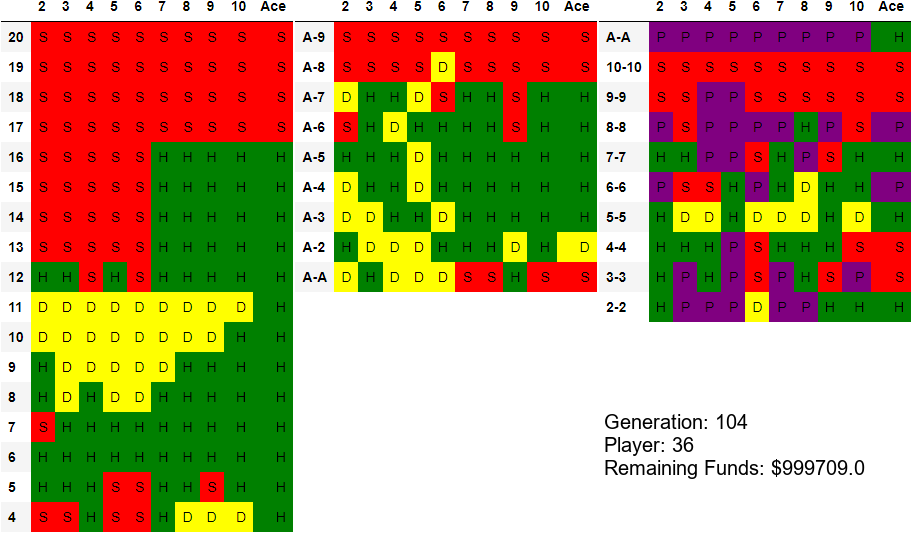 2 3 4 5 6 7 8 9 10 Ace
20 S S S S S S S S S S
19 S S S S S S S S S S
18 S S S S S S S S S S
17 S S S S S S S S S S
16 S S S S S H H H H H
15 S S S S S H H H H H
14 S S S S S H H H H H
13 S S S S S H H H H H
12 H H S H S H H H H H
11 D D D D D D D D D H
10 D D D D D D D D H H
9 H D D D D D H H H H
8 H D H D D H H H H H
7 S H H H H H H H H H
6 H H H H H H H H H H
5 H H H S S H H S H H
4 S S H S S H D D D H
2 3 4 5 6 7 8 9 10 Ace
A-9 S S S S S S S S S S
A-8 S S S S D S S S S S
A-7 D H H D S H H S H H
A-6 S H D H H H H S H H
A-5 H H H D H H H H H H
A-4 D H H D H H H H H H
A-3 D D H H D H H H H H
A-2 H D D D H H H D H D
A-A D H D D D S S H S S
2 3 4 5 6 7 8 9 10 Ace
A-A P P P P P P P P P H
10-10 S S S S S S S S S S
9-9 S S P P S S S S S S
8-8 P S P P P P H P S P
7-7 H H P P S H P S H H
6-6 P S S H P H D H H P
5-5 H D D H D D D H D H
4-4 H H H P S H H H S S
3-3 H P H P S P H S P S
2-2 H P P P D P P H H H
Generation: 104
Player: 36
Remaining Funds: $999709.0